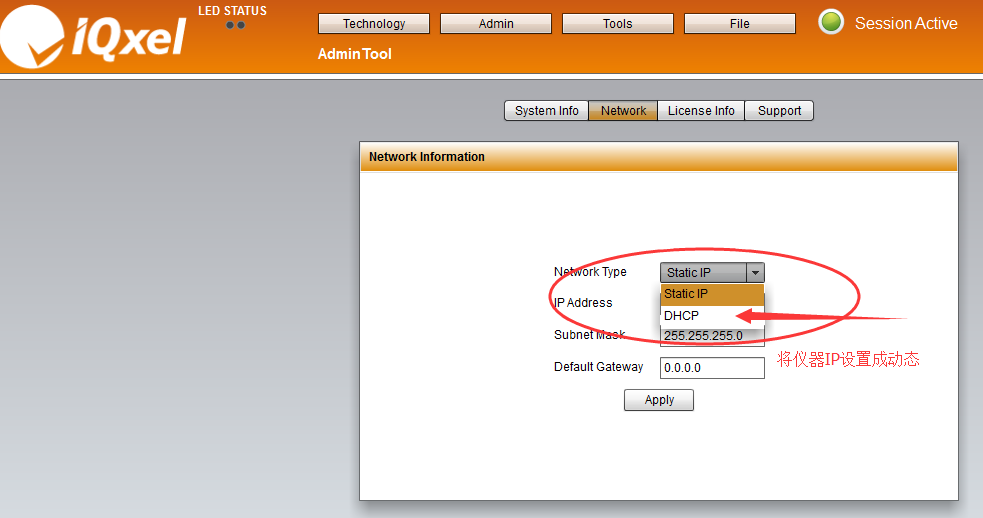 iQxel
LED STATUS
Technology
Admin
Tools
File
Session Active
Admin Tool
System Info
Network
License Info
Support
Network Information
Network Type
Static IP
Static IP
IP Address
DHCP
Subnet Mask
255.255.255.0
将仪器IP设置成动态
Default Gateway
0.0.0.0
Apply